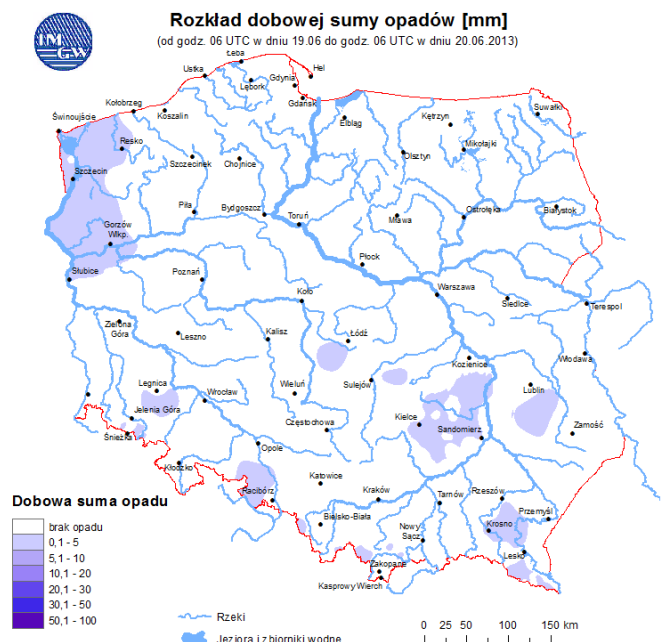 Rozkład dobowej sumy opadów [mm]
(od godz. 06 UTC w dniu 19.06 do godz. 06 UTC w dniu 20.06.2013)
IM
GW
Łeba
Ustka
Hel
Lębork
Gdynia
Gdańsk
Kołobrzeg
Koszalin
Świnoujście
Elbląg
Kętrzyn
Suwałki
Resko
Szczecinek
Chojnice
Olsztyn
Mikołajki
Szczecin
Piła
Bydgoszcz
Toruń
Mława
Ostrołęka
Białystok
Gorzów
Wlkp.
Płock
Słubice
Poznań
Koło
Warszawa
Siedlce
Terespol
Zielona
Góra
Leszno
Kalisz
Łódź
Kozienice
Włodawa
Legnica
Wrocław
Wieluń
Sulejów
Lublin
Jelenia Góra
Kielce
Częstochowa
Sandomierz
Zamość
Śnieżka
Opole
Kłodzko
Katowice
Racibórz
Kraków
Tarnów
Rzeszów
Przemyśl
Bielsko-Biała
Nowy
Sącz
Krosno
Lesko
Zakopane
Kasprowy Wierch
Dobowa suma opadu
brak opadu
0,1 - 5
5,1 - 10
10,1 - 20
20,1 - 30
30,1 - 50
50,1 - 100
Rzeki
Jeziora i zbiorniki wodne
0 25 50 100 150 km